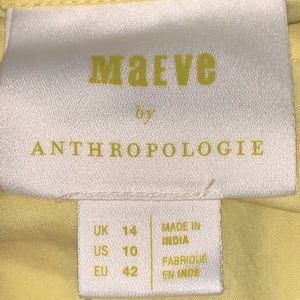 MaEve
by
ANTHROPOLOGIE
UK 14
US 10
EU 42
MADE IN
INDIA
FABRIQUÉ
EN INDE